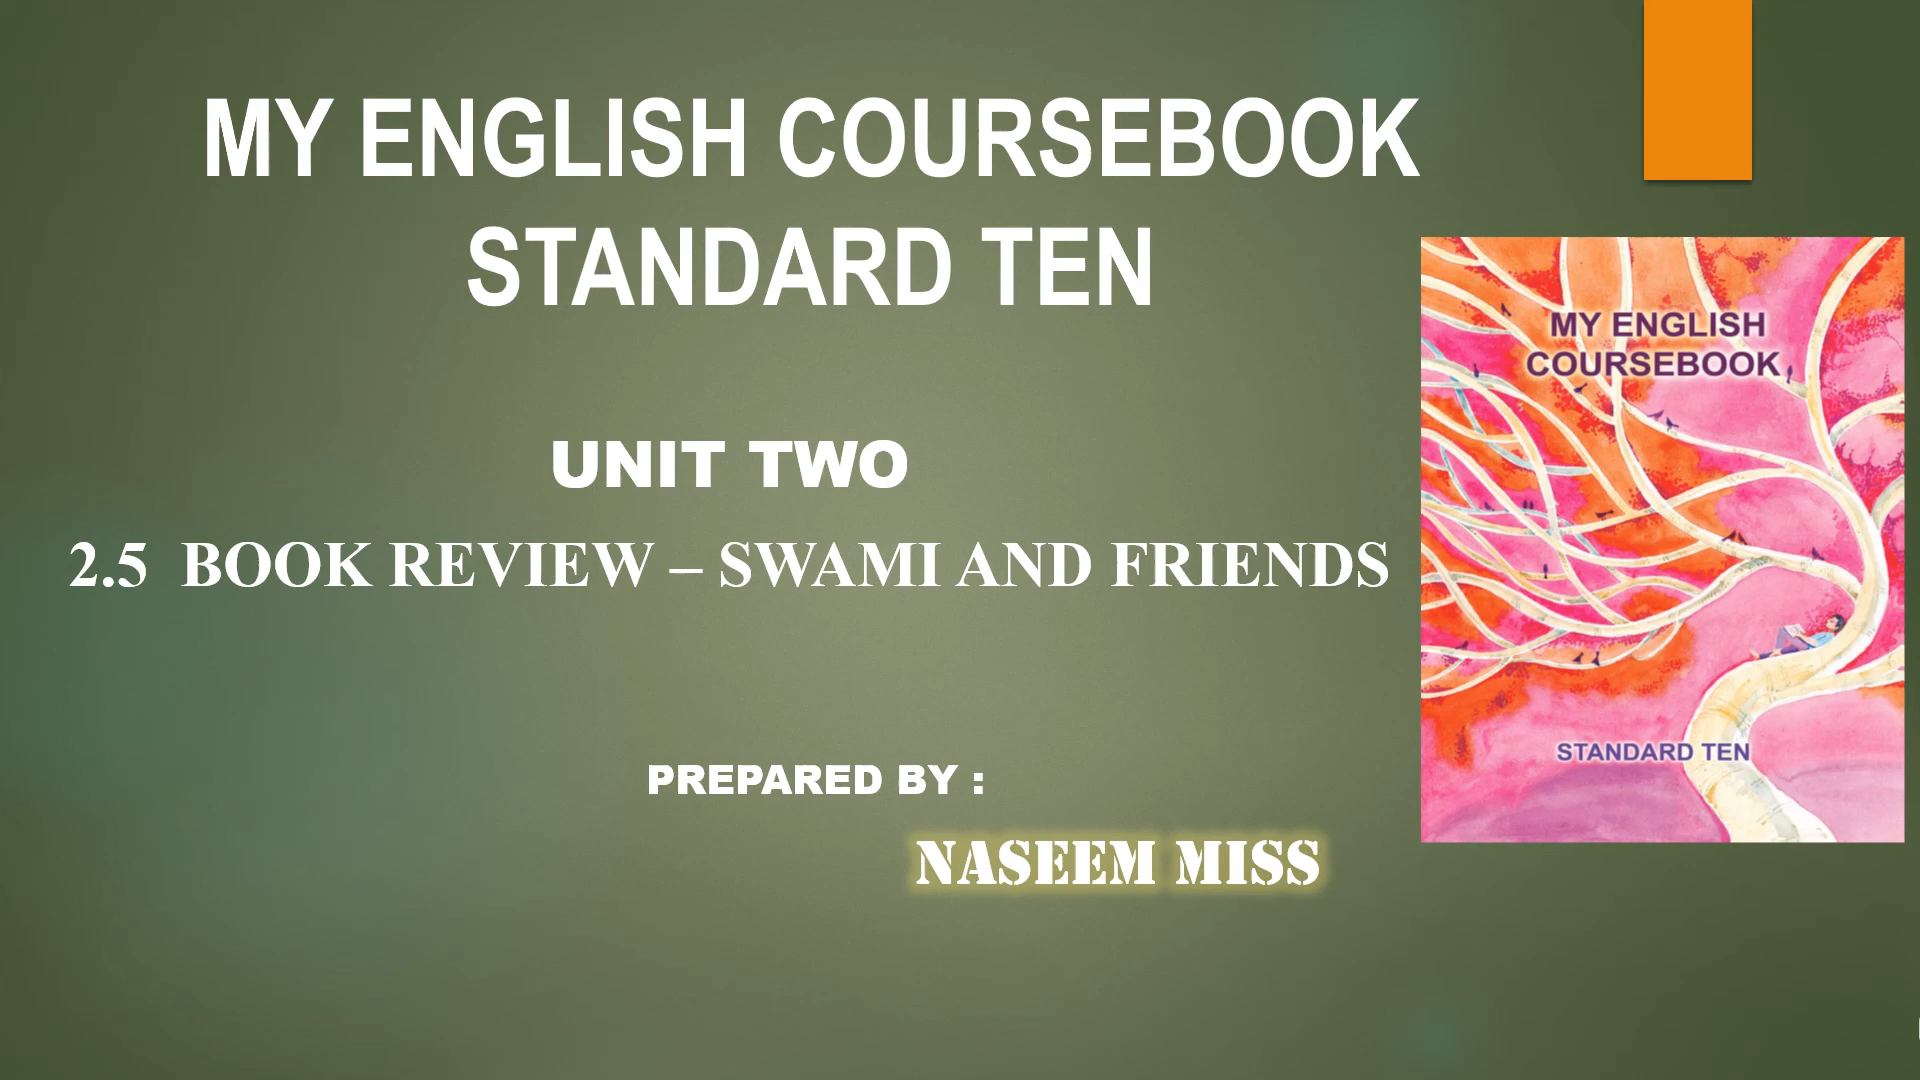 MY ENGLISH COURSEBOOK
STANDARD TEN
UNIT TWO
2.5 BOOK REVIEW – SWAMI AND FRIENDS
PREPARED BY :
NASEEM MISS
MY ENGLISH
COURSEBOOK
STANDARD TEN